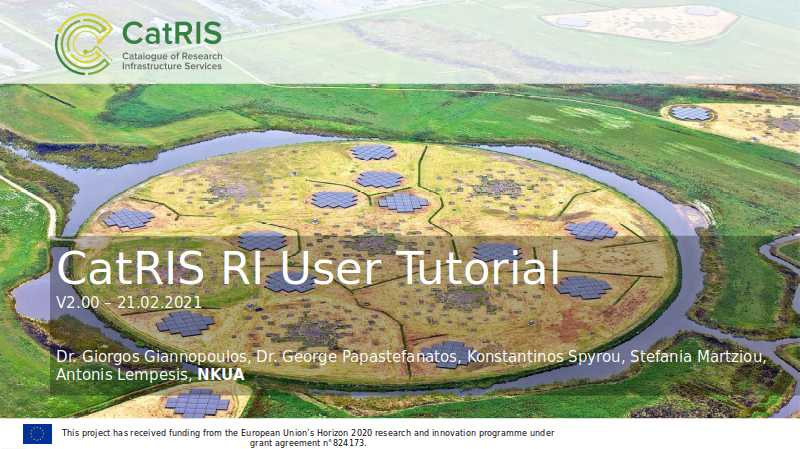 CatRIS
Catalogue of Research
Infrastructure Services
CatRIS RI User Tutorial
V2.00 – 21.02.2021
Dr. Giorgos Giannopoulos, Dr. George Papastefanatos, Konstantinos Spyrou, Stefania Martziou,
Antonis Lempesis, NKUA
This project has received funding from the European Union's Horizon 2020 research and innovation programme under
grant agreement n°824173.